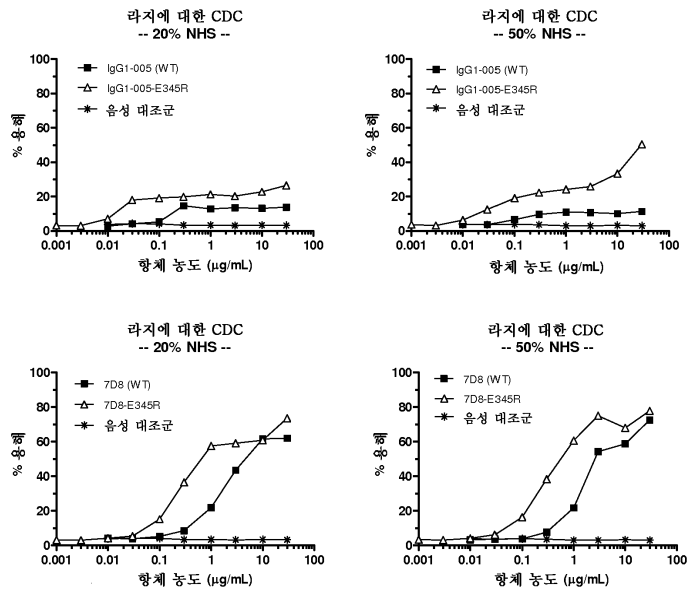 라지에 대한 CDC
-- 20% NHS --
100
80
60
40
20
0
% 용해
IgG1-005 (WT)
IgG1-005-E345R
음성 대조군
0.001
0.01
0.1
1
10
100
항체 농도 (µg/mL)
라지에 대한 CDC
-- 50% NHS --
100
80
60
40
20
0
% 용해
IgG1-005 (WT)
IgG1-005-E345R
음성 대조군
0.001
0.01
0.1
1
10
100
항체 농도 (µg/mL)
라지에 대한 CDC
-- 20% NHS --
100
80
60
40
20
0
% 용해
7D8 (WT)
7D8-E345R
음성 대조군
0.001
0.01
0.1
1
10
100
항체 농도 (µg/mL)
라지에 대한 CDC
-- 50% NHS --
100
80
60
40
20
0
% 용해
7D8 (WT)
7D8-E345R
음성 대조군
0.001
0.01
0.1
1
10
100
항체 농도 (µg/mL)